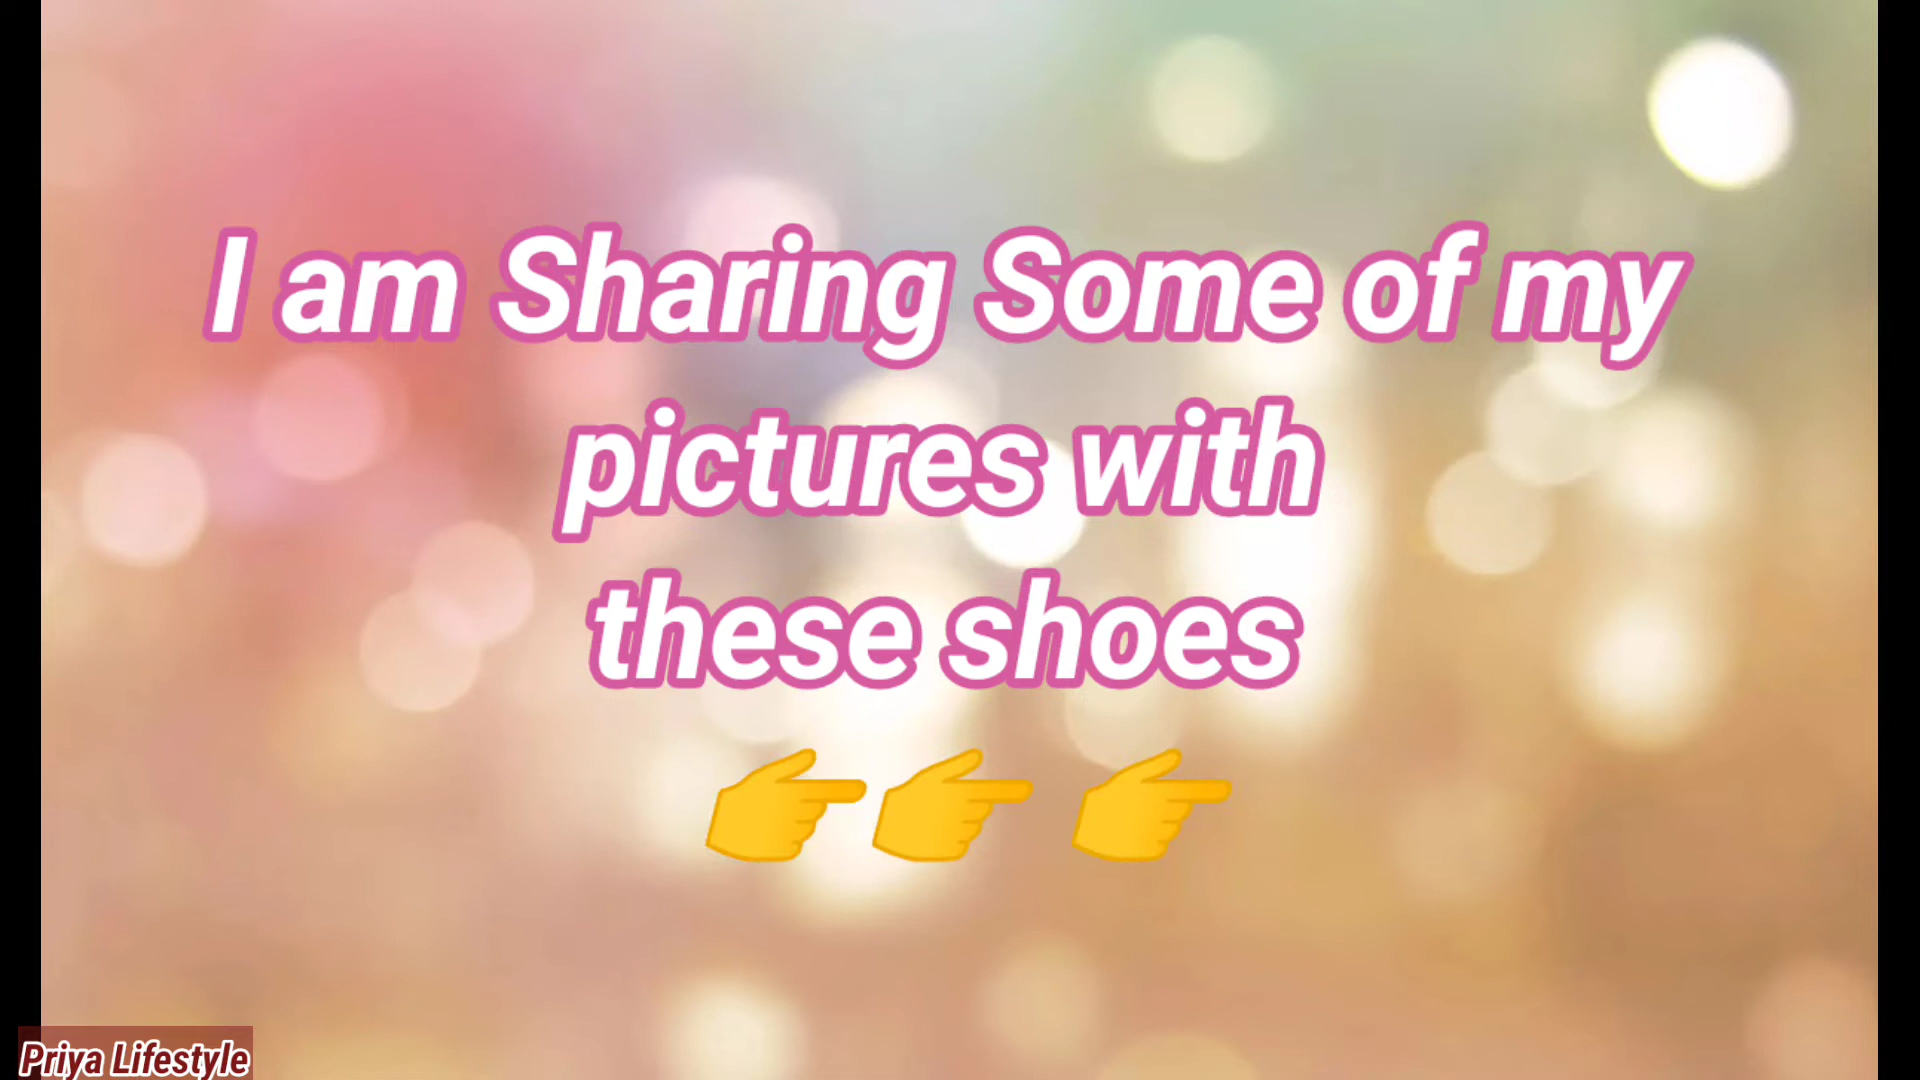 I am Sharing Some of my
pictures with
these shoes
👉👉 👉
Priya Lifestyle